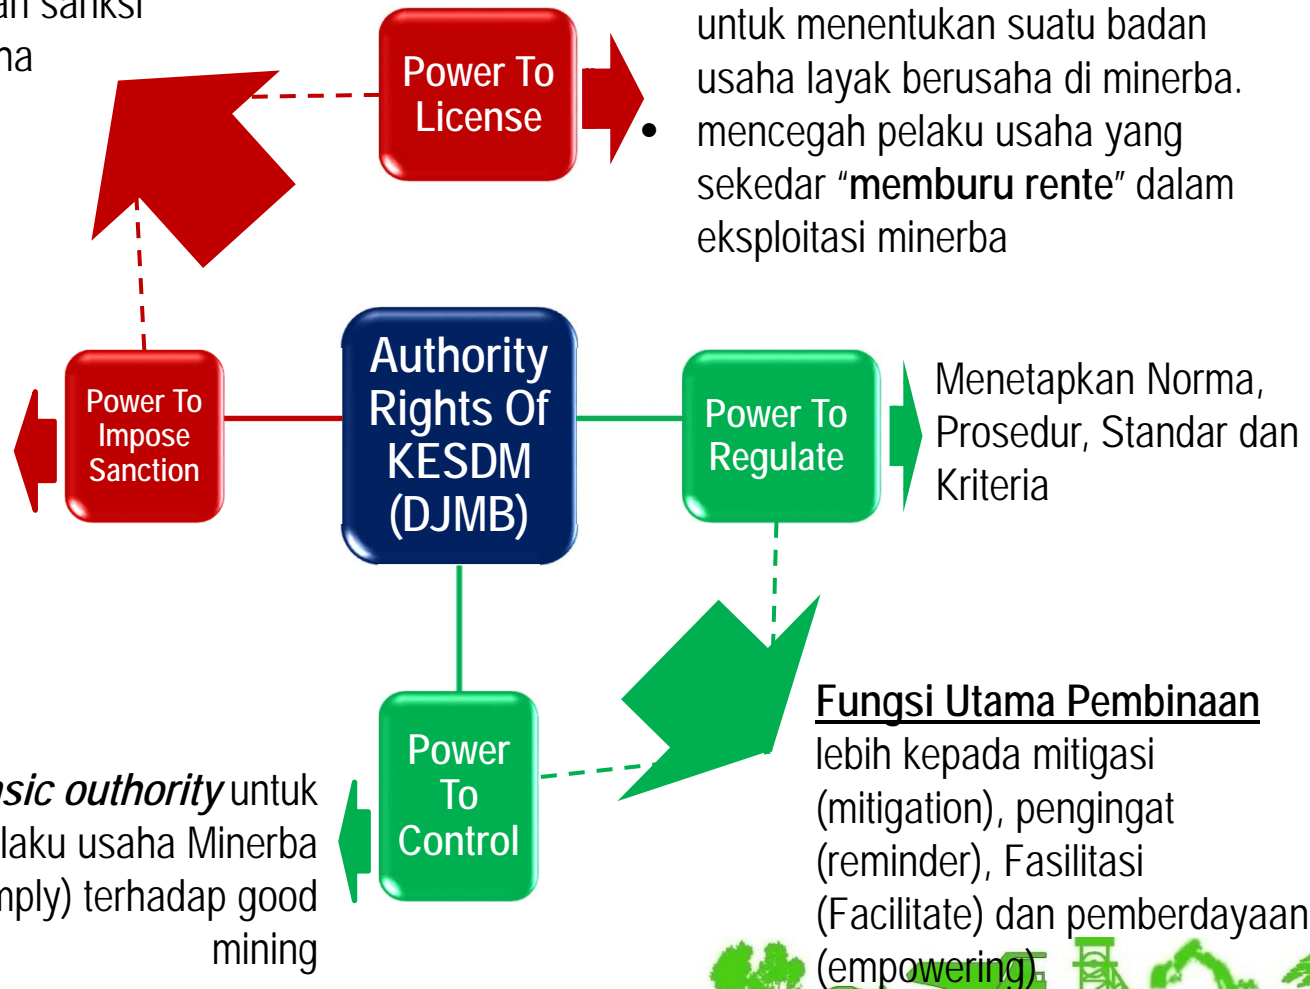 sanksi
Power To
License
untuk menentukan suatu badan
usaha layak berusaha di minerba.
• mencegah pelaku usaha yang
sekedar “memburu rente” dalam
eksploitasi minerba
Power To
Impose
Sanction
Authority
Rights Of
KESDM
(DJMB)
Power To
Regulate
Menetapkan Norma,
Prosedur, Standar dan
Kriteria
Power
To
Control
outhority untuk
usaha Minerba
terhadap good
mining
Fungsi Utama Pembinaan
lebih kepada mitigasi
(mitigation), pengingat
(reminder), Fasilitasi
(Facilitate) dan pemberdayaan
(empowering)